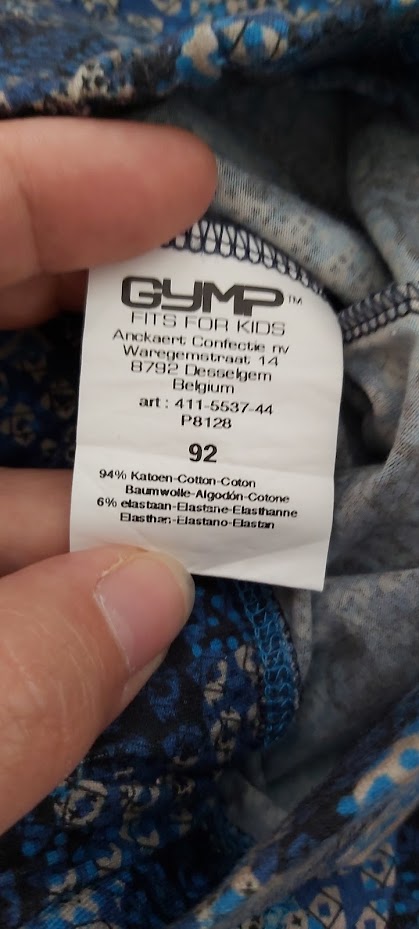 GYMP™
FITS FOR KIDS
Anckaert Confectie nv
Waregemstraat 14
8792 Desselgem
Belgium
art : 411-5537-44
P8128
92
94% Katoen-Cotton-Coton
Baumwolle-Algodón-Cotone
6% elastaan-Elastane-Elasthanne
Elasthan-Elastano-Elastan